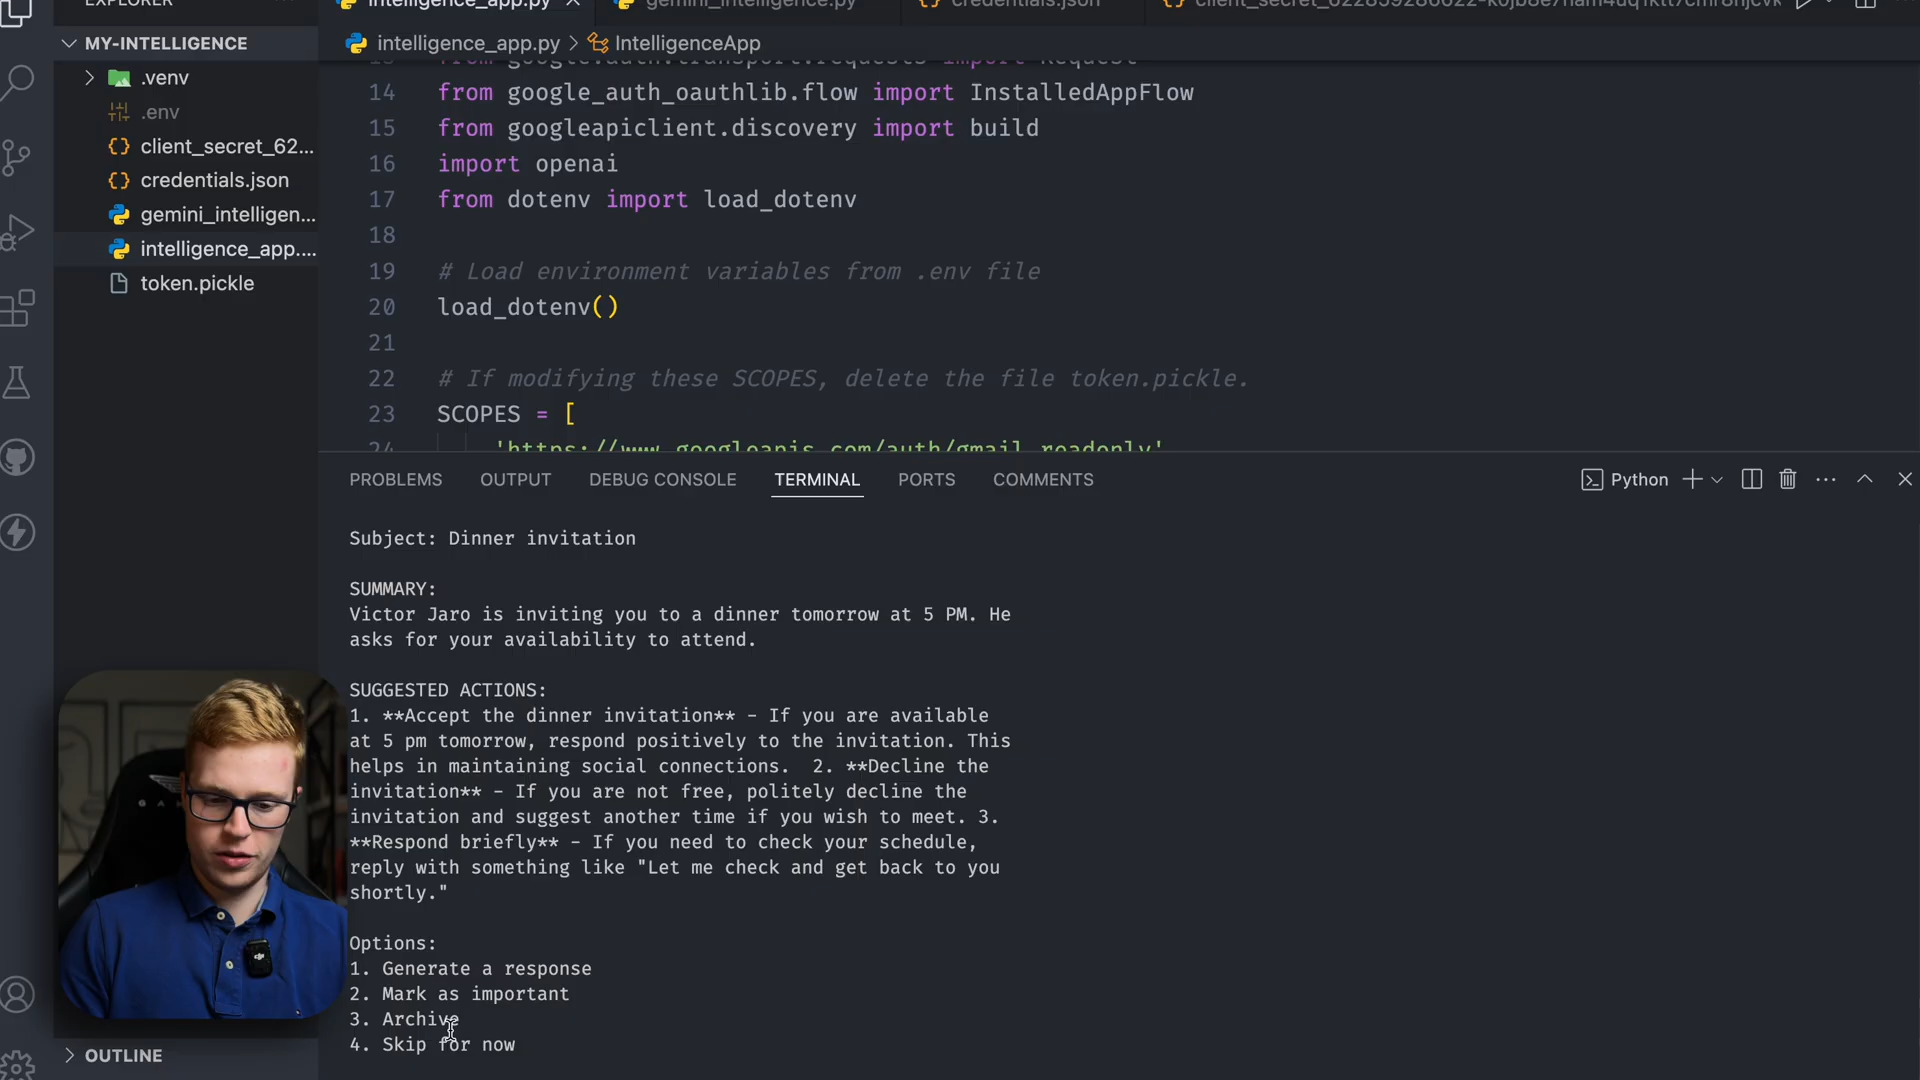 EXPLORER
MY-INTELLIGENCE
.venv
.env
client_secret_62...
credentials.json
gemini_intelligen...
intelligence_app....
token.pickle
OUTLINE
intelligence_app.py
gemini_intelligence.py
credentials.json
intelligence_app.py > IntelligenceApp
from google.auth.transport.requests import Request
14 from google_auth_oauthlib.flow import InstalledAppFlow
15 from googleapiclient.discovery import build
16 import openai
17 from dotenv import load_dotenv
18
19 # Load environment variables from .env file
20 load_dotenv()
21
22 # If modifying these SCOPES, delete the file token.pickle.
23 SCOPES = [
24 'https://www.googleapis.com/auth/gmail.readonly'
PROBLEMS OUTPUT DEBUG CONSOLE TERMINAL PORTS COMMENTS
Python
Subject: Dinner invitation
SUMMARY:
Victor Jaro is inviting you to a dinner tomorrow at 5 PM. He
asks for your availability to attend.
SUGGESTED ACTIONS:
1. **Accept the dinner invitation** - If you are available
at 5 pm tomorrow, respond positively to the invitation. This
helps in maintaining social connections.  2. **Decline the
invitation** - If you are not free, politely decline the
invitation and suggest another time if you wish to meet. 3.
**Respond briefly** - If you need to check your schedule,
reply with something like "Let me check and get back to you
shortly."
Options:
1. Generate a response
2. Mark as important
3. Archive
4. Skip for now